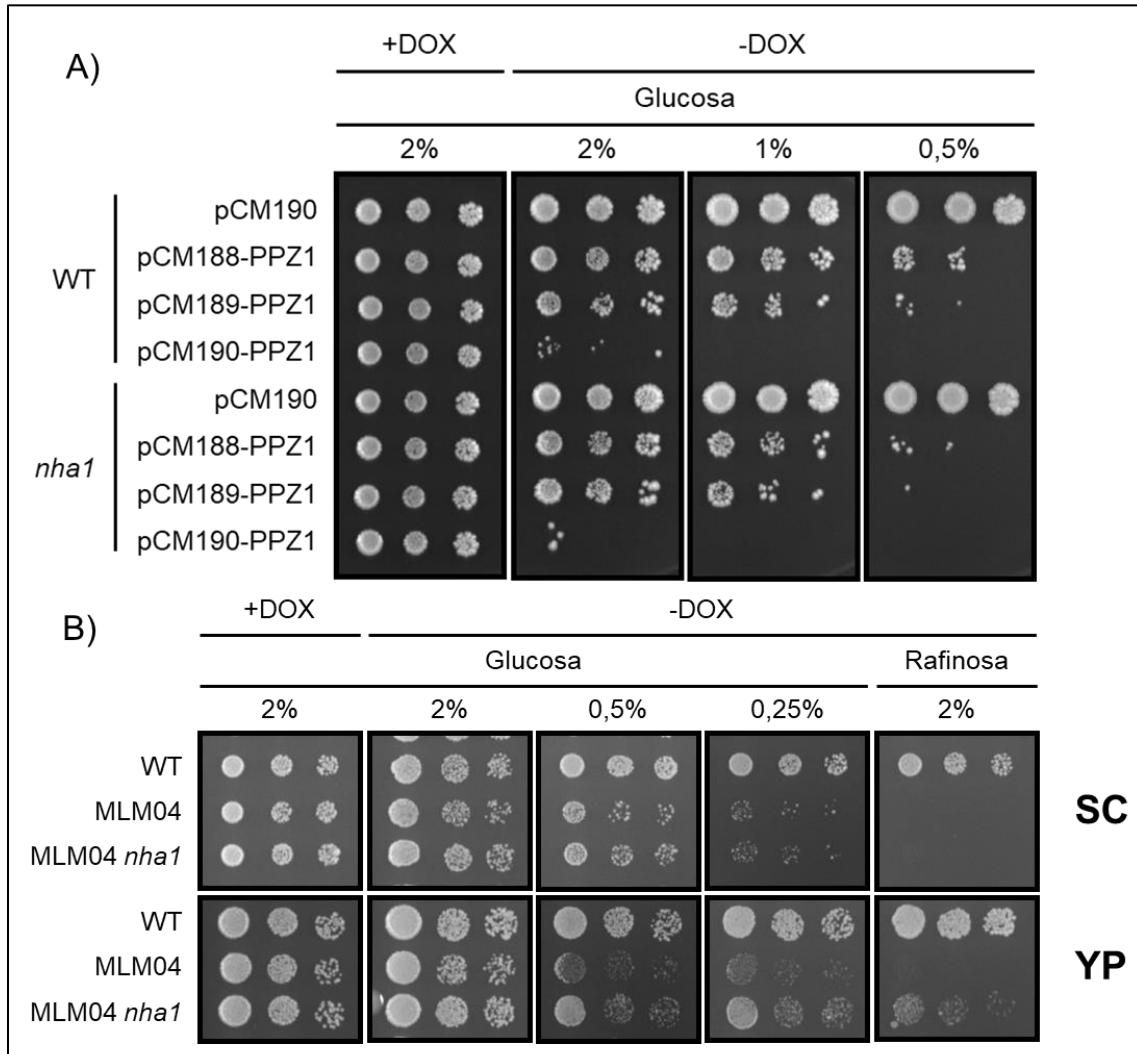 A)
+DOX -DOX
Glucosa
2% 2% 1% 0,5%
WT
pCM190
pCM188-PPZ1
pCM189-PPZ1
pCM190-PPZ1
nha1
pCM190
pCM188-PPZ1
pCM189-PPZ1
pCM190-PPZ1
B)
+DOX -DOX
Glucosa Rafinosa
2% 2% 0,5% 0,25% 2%
WT
MLM04
MLM04 nha1
SC
WT
MLM04
MLM04 nha1
YP